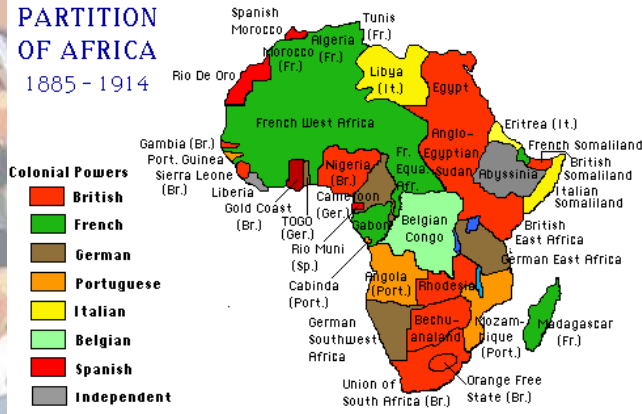 PARTITION
OF AFRICA
1885 - 1914
Spanish
Morocco
Tunis
(Fr.)
Algeria
(Fr.)
Morocco
(Fr.)
Rio De Oro
Libya
(It.)
Egypt
French West Africa
Anglo-
Egyptian
Sudan
Eritrea (It.)
French Somaliland
British
Somaliland
Italian
Somaliland
Abyssinia
Gambia (Br.)
Port. Guinea
Sierra Leone
(Br.)
Liberia
Gold Coast
(Br.)
TOGO
(Ger.)
Nigeria
(Br.)
Cameroon
(Ger.)
Fr.
Equa.
Afr.
Rio Muni
(Sp.)
Gabon
Cabinda
(Port.)
Belgian
Congo
British
East Africa
German East Africa
Angola
(Port.)
Rhodesia
German
Southwest
Africa
Bechu-
analand
Mozam-
bique
(Port.)
Madagascar
(Fr.)
Union of
South Africa (Br.)
Orange Free
State (Br.)
Colonial Powers
British
French
German
Portuguese
Italian
Belgian
Spanish
Independent